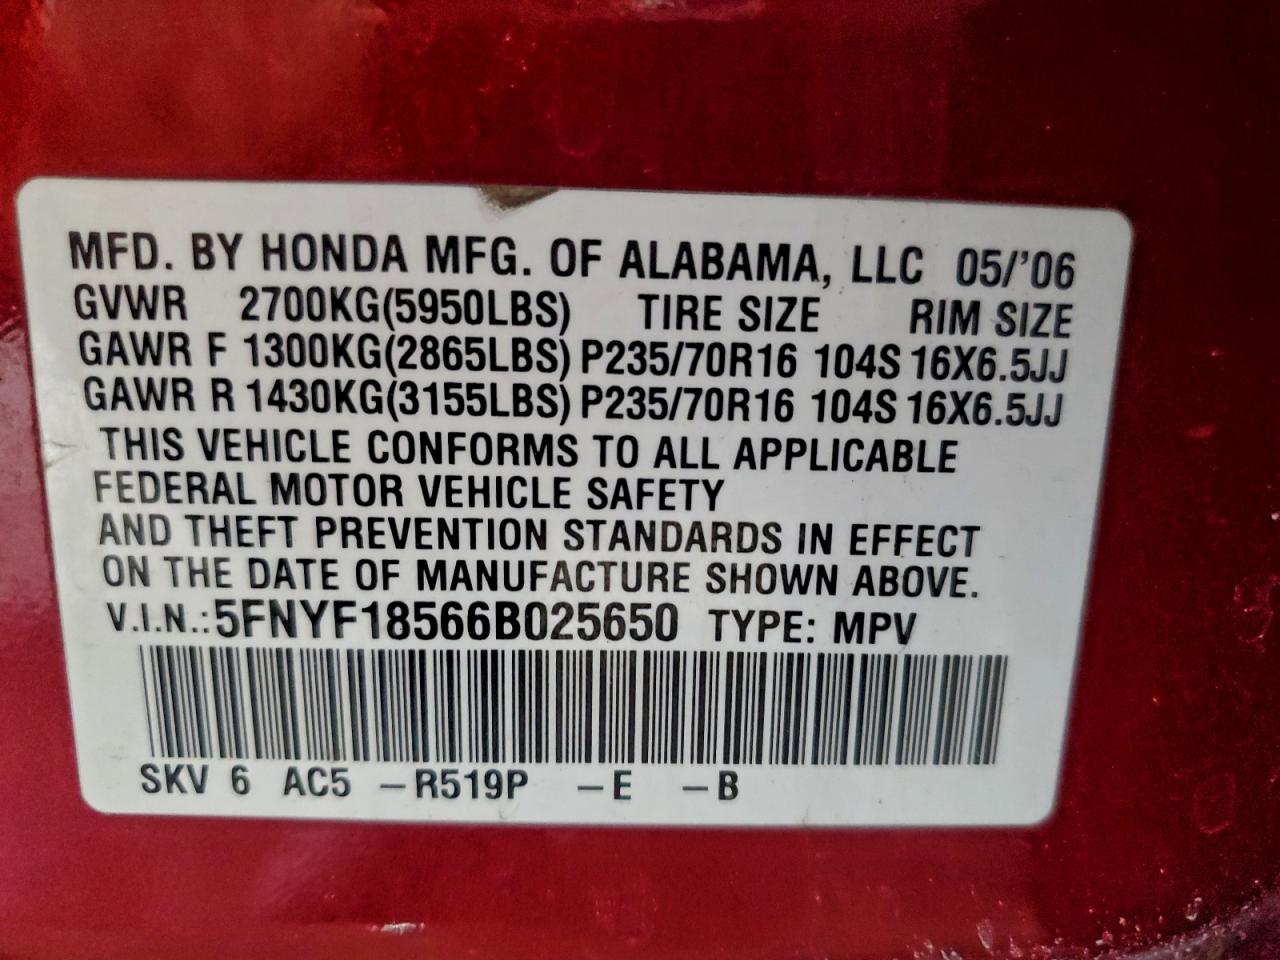 MFD. BY HONDA MFG. OF ALABAMA, LLC 05/'06
GVWR 2700KG(5950LBS) TIRE SIZE RIM SIZE
GAWR F 1300KG(2865LBS) P235/70R16 104S 16X6.5JJ
GAWR R 1430KG(3155LBS) P235/70R16 104S 16X6.5JJ
THIS VEHICLE CONFORMS TO ALL APPLICABLE
FEDERAL MOTOR VEHICLE SAFETY
AND THEFT PREVENTION STANDARDS IN EFFECT
ON THE DATE OF MANUFACTURE SHOWN ABOVE.
V.I.N.: 5FNYF18566B025650 TYPE: MPV
SKV 6 AC5 –R519P –E –B